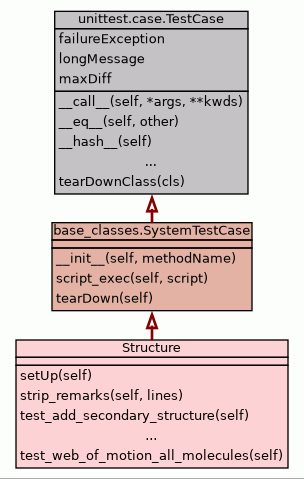 unittest.case.TestCase
failureException
longMessage
maxDiff
__call__(self, *args, **kwds)
__eq__(self, other)
__hash__(self)
...
tearDownClass(cls)
base_classes.SystemTestCase
__init__(self, methodName)
script_exec(self, script)
tearDown(self)
Structure
setUp(self)
strip_remarks(self, lines)
test_add_secondary_structure(self)
...
test_web_of_motion_all_molecules(self)